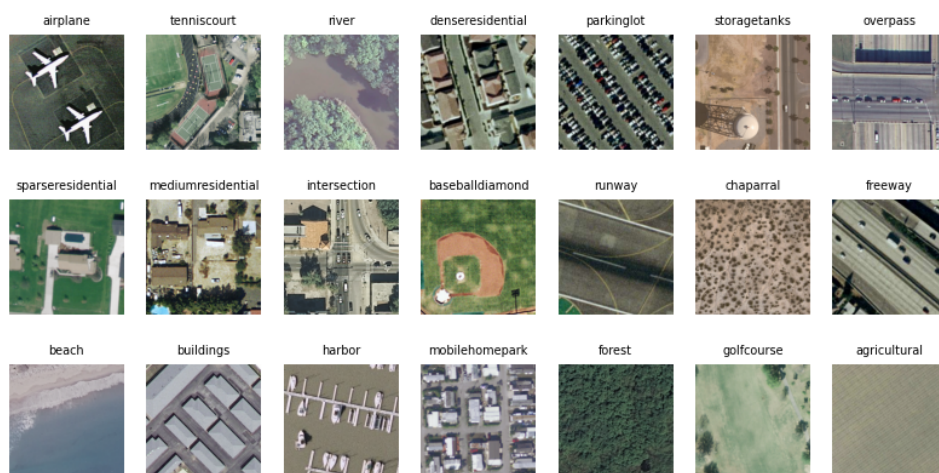 airplane tenniscourt river denseresidential parkinglot storagetanks overpass
sparseresidential mediumresidential intersection baseballdiamond runway chaparral freeway
beach buildings harbor mobilehomepark forest golfcourse agricultural